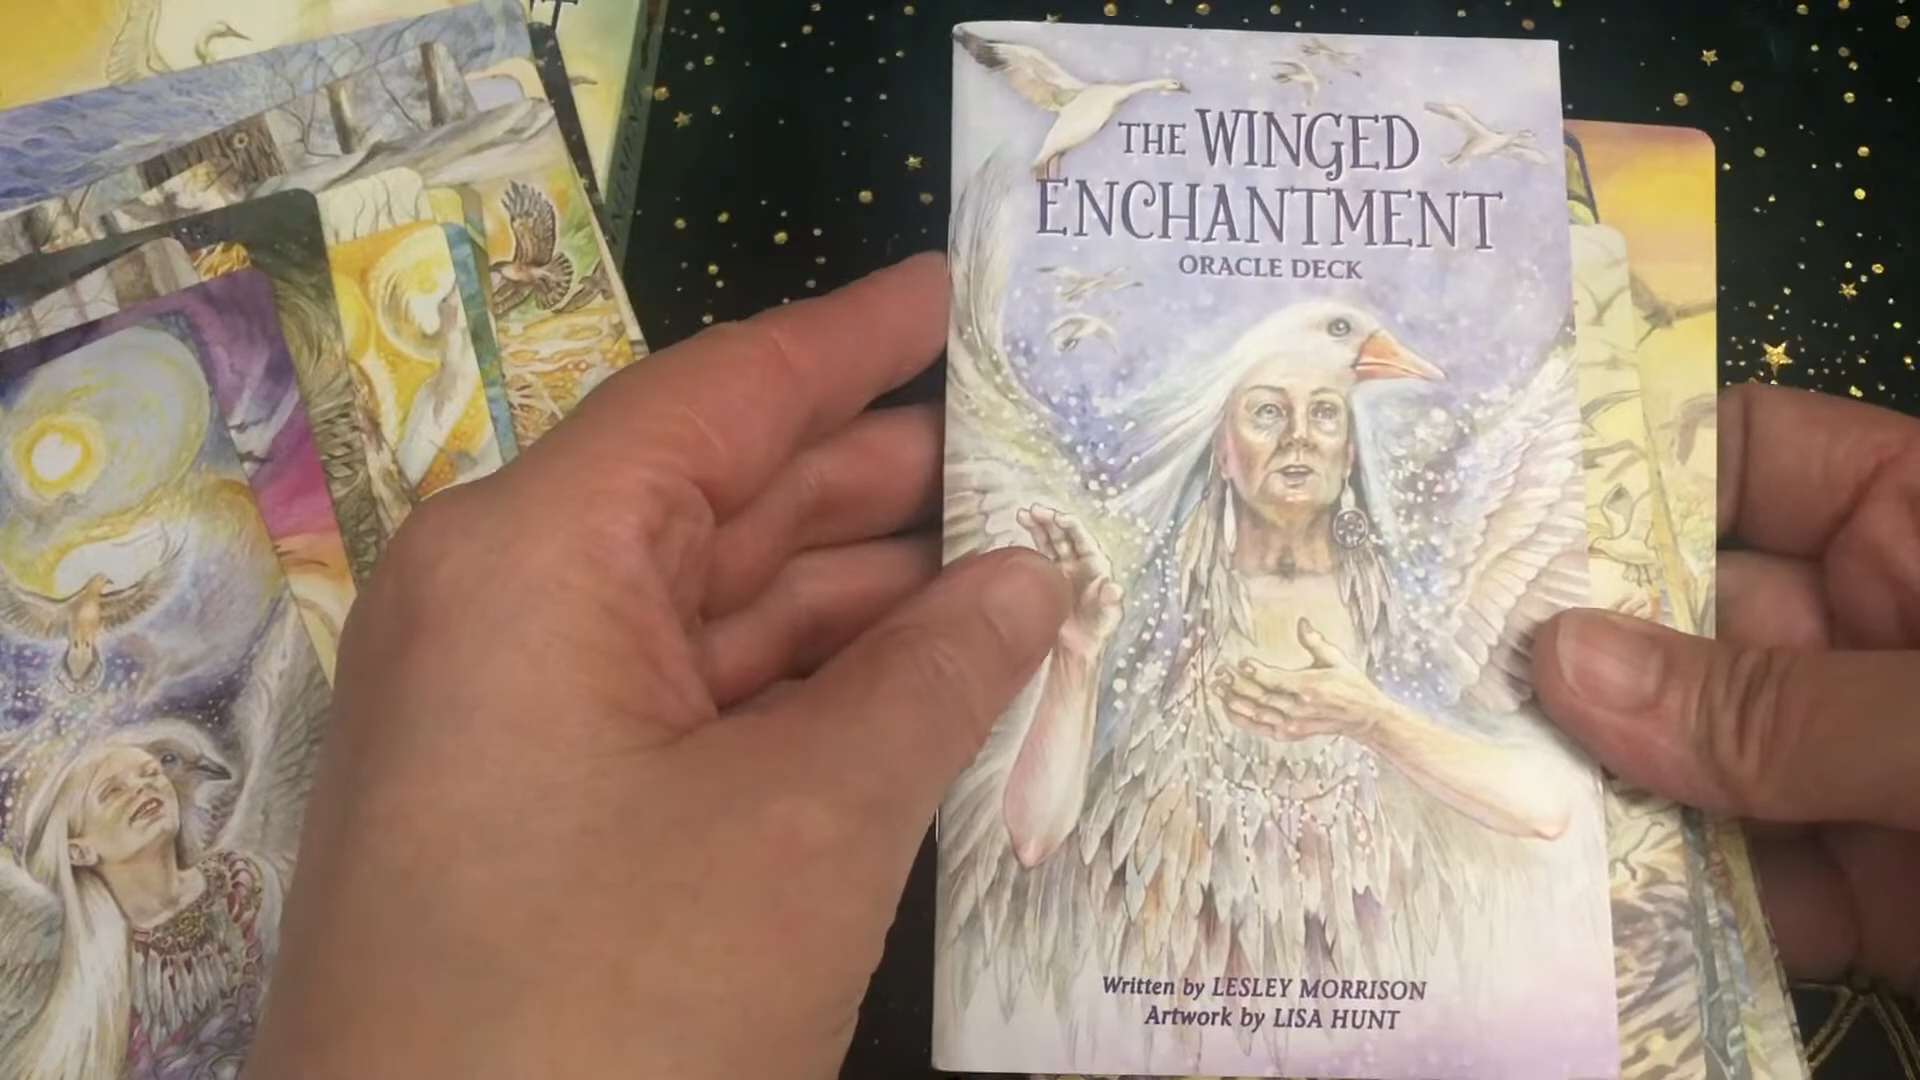 THE WINGED
ENCHANTMENT
ORACLE DECK
Written by LESLEY MORRISON
Artwork by LISA HUNT